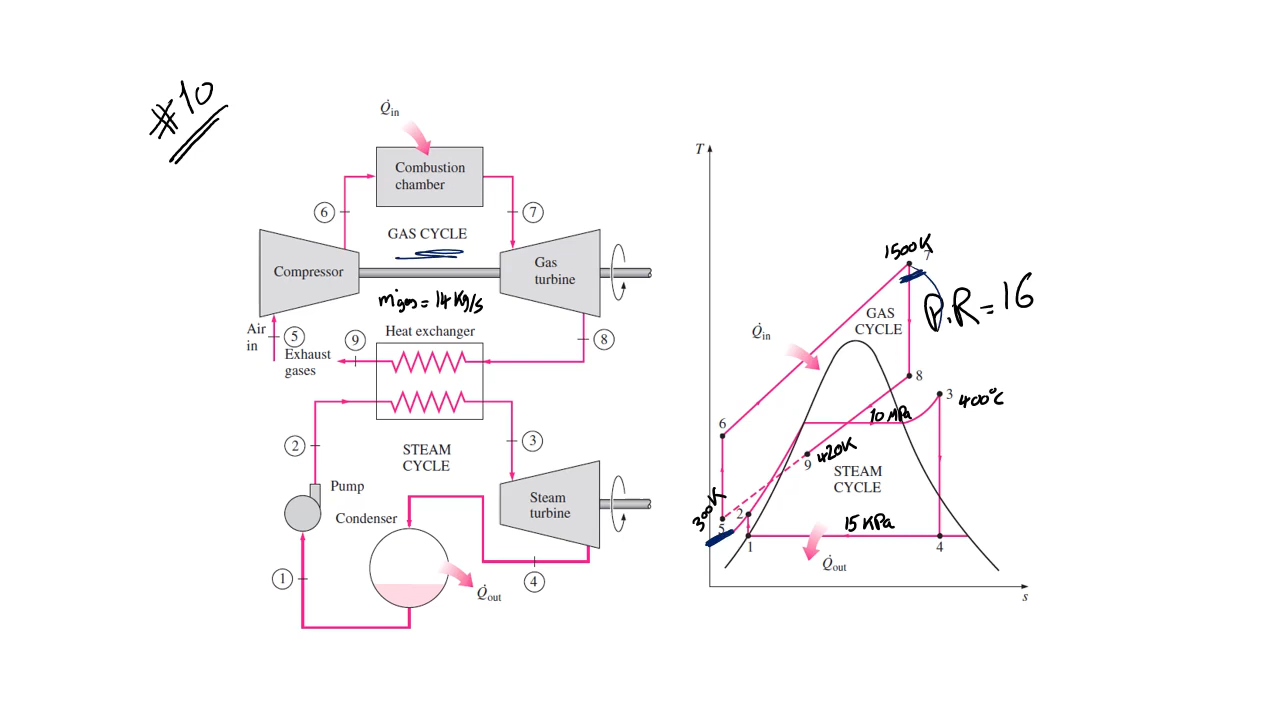 #10
Q̇in
Combustion
chamber
6
7
GAS CYCLE
Compressor
Gas
turbine
ṁgas = 14 Kg/s
Air
in
5
9
Heat exchanger
8
Exhaust
gases
2
3
STEAM
CYCLE
Pump
Condenser
Steam
turbine
1
4
Q̇out
T
1500K
7
P.R = 16
GAS
CYCLE
Q̇in
8
3
400°C
6
10 MPa
9
420K
STEAM
CYCLE
300K
5
2
15 KPa
1
4
Q̇out
s